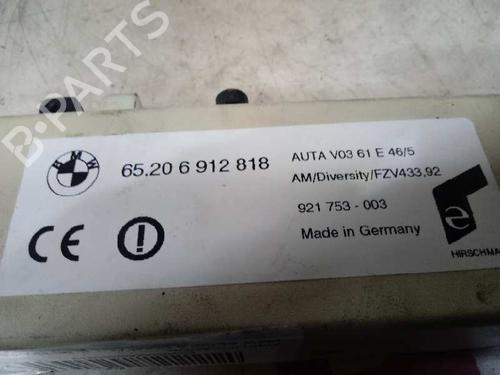 B-PARTS
BMW
65.20 6 912 818
AUTA V03 61 E 46/5
AM/Diversity/FZV433,92
921 753 - 003
Made in Germany
CE
e
HIRSCHMA